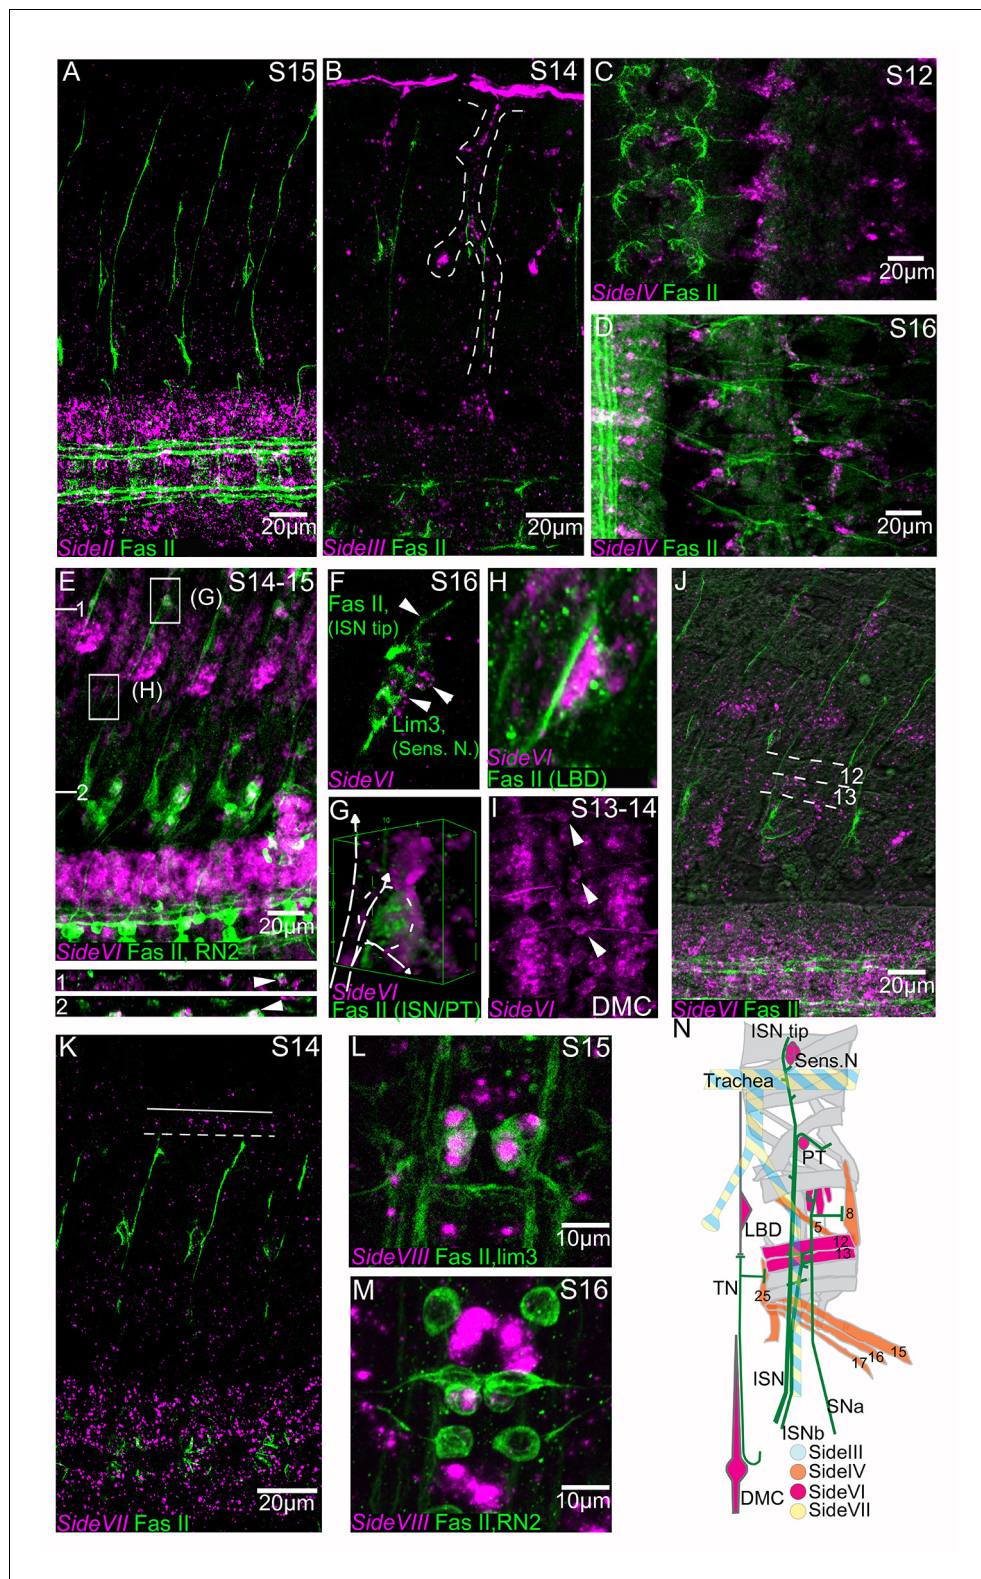 A S15
20μm
SideII Fas II
B S14
20μm
SideIII Fas II
C S12
20μm
SideIV Fas II
D S16
20μm
SideIV Fas II
E S14-15
1
(G)
(H)
2
20μm
SideVI Fas II, RN2
1
2
F S16
Fas II,
(ISN tip)
Lim3,
(Sens. N.)
SideVI
H
SideVI
Fas II (LBD)
G
10
SideVI
Fas II (ISN/PT)
I S13-14
SideVI DMC
J
12
13
20μm
SideVI Fas II
K S14
20μm
SideVII Fas II
L S15
10μm
SideVIII Fas II,lim3
M S16
10μm
SideVIII Fas II,RN2
N
ISN tip
Sens.N
Trachea
PT
LBD
5
8
12
13
TN
25
17
16
15
ISN
SNa
ISNb
DMC
SideIII
SideIV
SideVI
SideVII